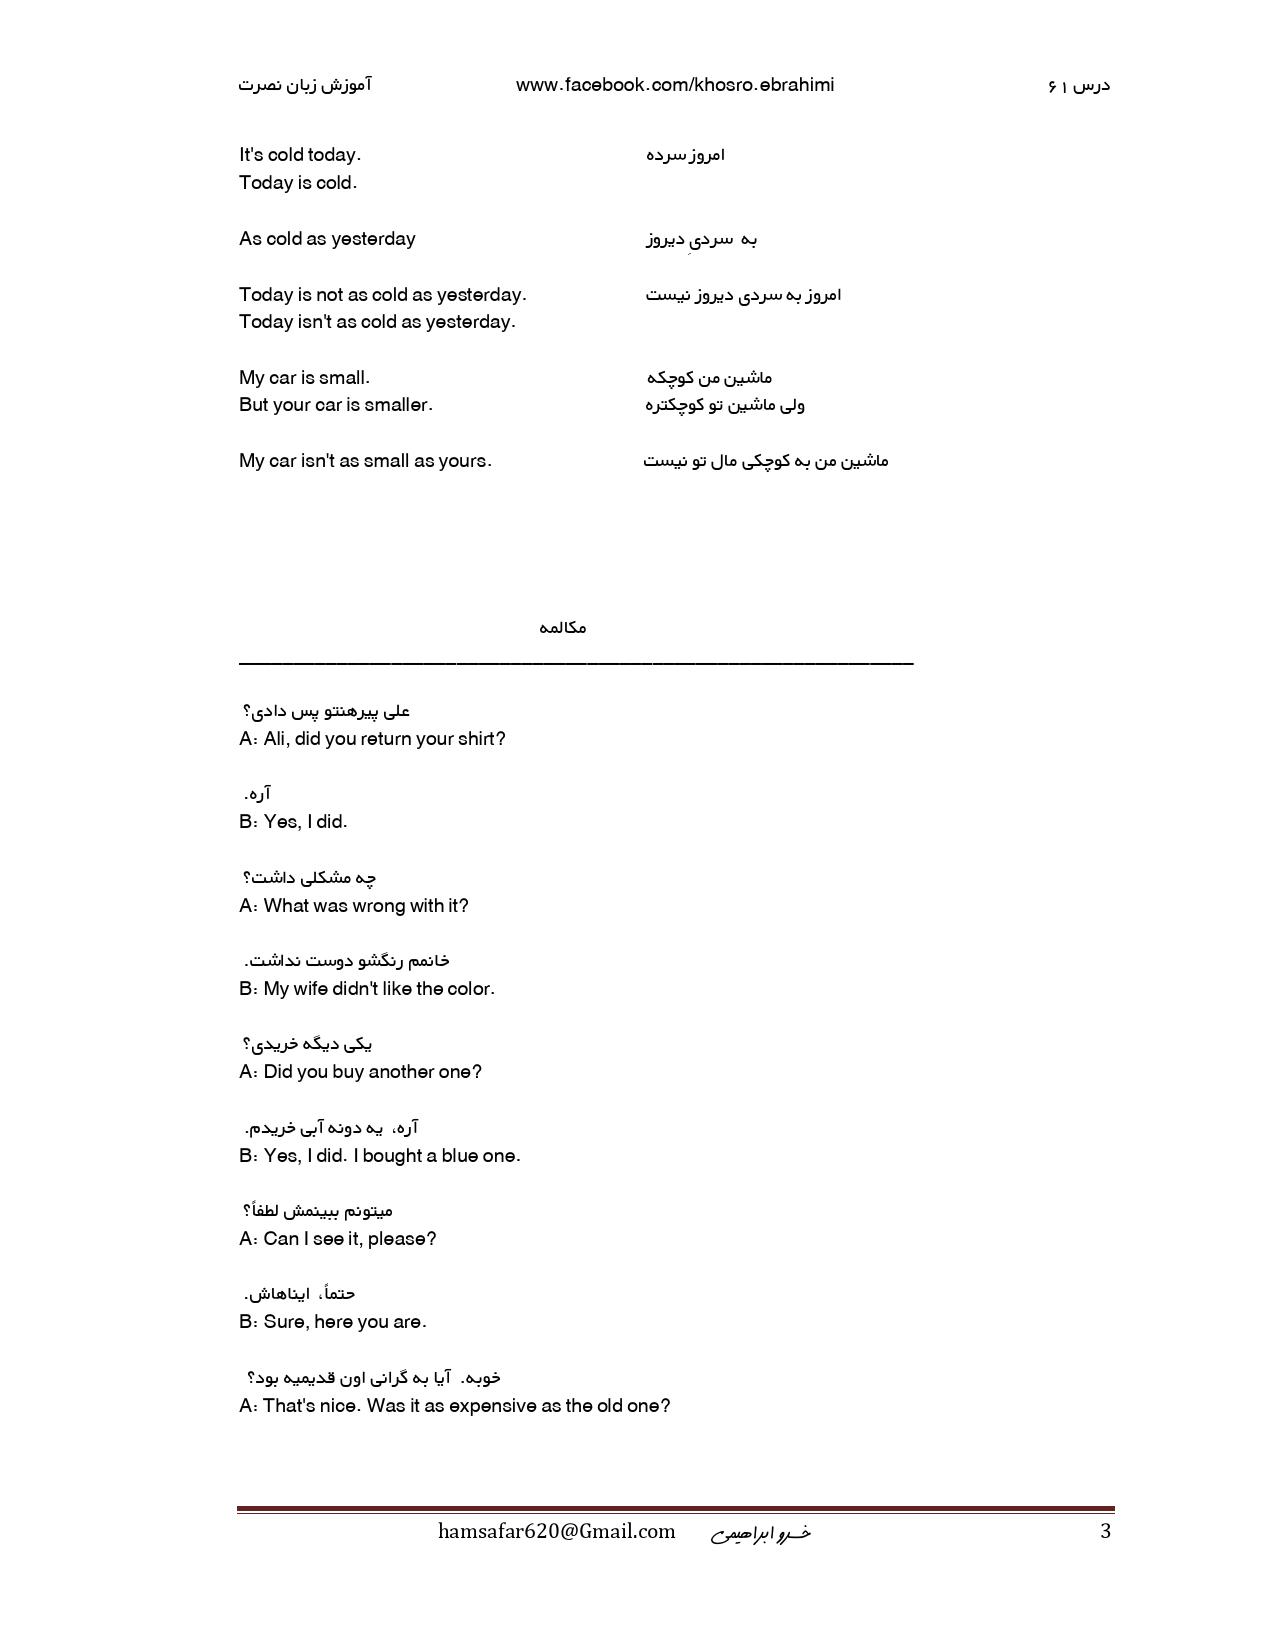 آموزش زبان نصرت www.facebook.com/khosro.ebrahimi درس ۶۱
It's cold today. امروز سرده
Today is cold.
As cold as yesterday به سردیِ دیروز
Today is not as cold as yesterday. امروز به سردی دیروز نیست
Today isn't as cold as yesterday.
My car is small. ماشین من کوچکه
But your car is smaller. ولی ماشین تو کوچکتره
My car isn't as small as yours. ماشین من به کوچکی مال تو نیست
مکالمه
علی پیرهنتو پس دادی؟
A: Ali, did you return your shirt?
آره.
B: Yes, I did.
چه مشکلی داشت؟
A: What was wrong with it?
خانمم رنگشو دوست نداشت.
B: My wife didn't like the color.
یکی دیگه خریدی؟
A: Did you buy another one?
آره، یه دونه آبی خریدم.
B: Yes, I did. I bought a blue one.
میتونم ببینمش لطفاً؟
A: Can I see it, please?
حتماً، ایناهاش.
B: Sure, here you are.
خوبه. آیا به گرانی اون قدیمیه بود؟
A: That's nice. Was it as expensive as the old one?
hamsafar620@Gmail.com خسرو ابراهیمی 3